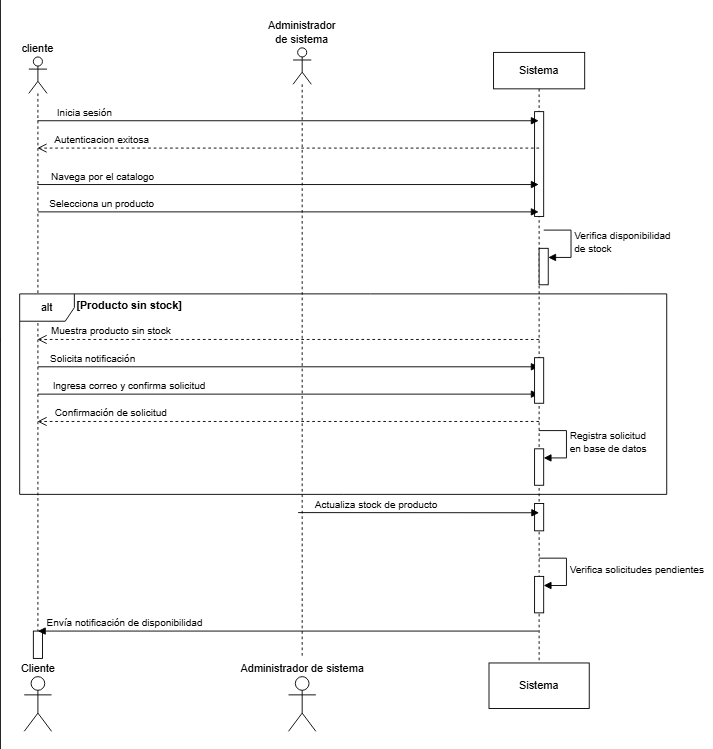 Administrador
de sistema
cliente
Sistema
Inicia sesión
Autenticacion exitosa
Navega por el catalogo
Selecciona un producto
Verifica disponibilidad
de stock
alt
[Producto sin stock]
Muestra producto sin stock
Solicita notificación
Ingresa correo y confirma solicitud
Confirmación de solicitud
Registra solicitud
en base de datos
Actualiza stock de producto
Verifica solicitudes pendientes
Envía notificación de disponibilidad
Cliente
Administrador de sistema
Sistema